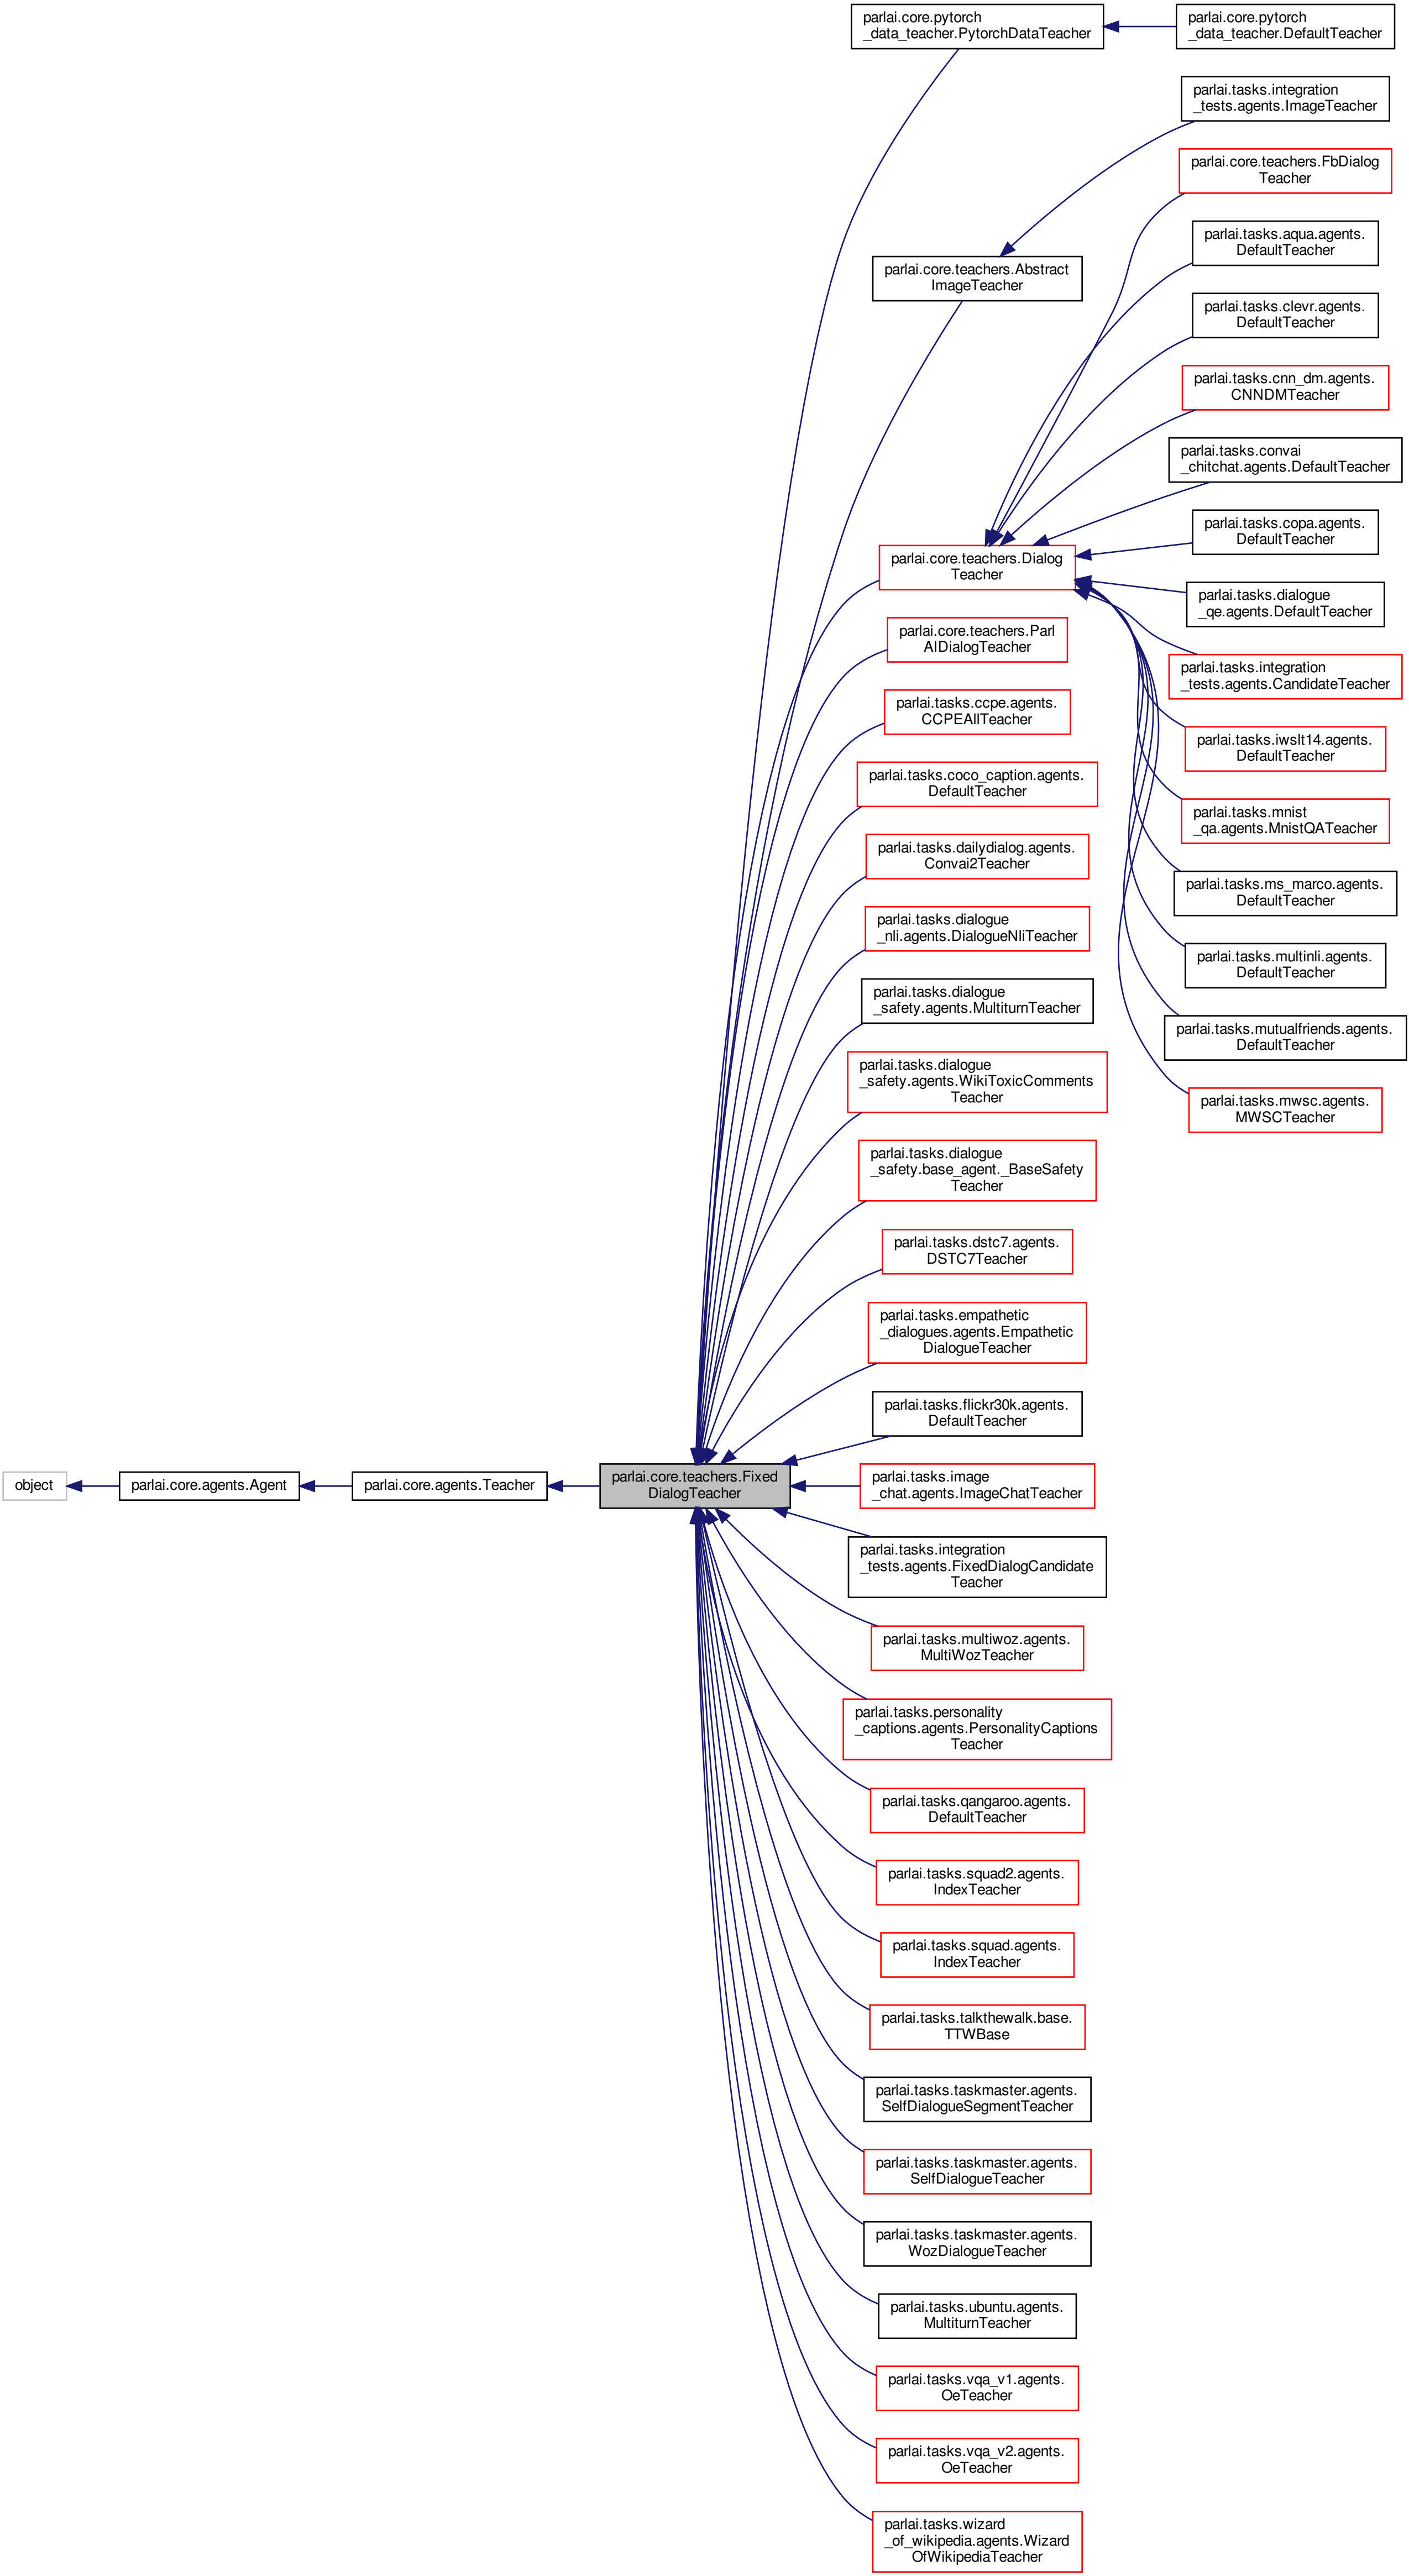 parlai.core.pytorch
_data_teacher.PytorchDataTeacher
parlai.core.pytorch
_data_teacher.DefaultTeacher
parlai.tasks.integration
_tests.agents.ImageTeacher
parlai.core.teachers.FbDialog
Teacher
parlai.tasks.aqua.agents.
DefaultTeacher
parlai.core.teachers.Abstract
ImageTeacher
parlai.tasks.clevr.agents.
DefaultTeacher
parlai.tasks.cnn_dm.agents.
CNNDMTeacher
parlai.tasks.convai
_chitchat.agents.DefaultTeacher
parlai.tasks.copa.agents.
DefaultTeacher
parlai.core.teachers.Dialog
Teacher
parlai.tasks.dialogue
_qe.agents.DefaultTeacher
parlai.core.teachers.Parl
AIDialogTeacher
parlai.tasks.integration
_tests.agents.CandidateTeacher
parlai.tasks.ccpe.agents.
CCPEAllTeacher
parlai.tasks.iwslt14.agents.
DefaultTeacher
parlai.tasks.coco_caption.agents.
DefaultTeacher
parlai.tasks.mnist
_qa.agents.MnistQATeacher
parlai.tasks.dailydialog.agents.
Convai2Teacher
parlai.tasks.ms_marco.agents.
DefaultTeacher
parlai.tasks.dialogue
_nli.agents.DialogueNliTeacher
parlai.tasks.multinli.agents.
DefaultTeacher
parlai.tasks.dialogue
_safety.agents.MultiturnTeacher
parlai.tasks.mutualfriends.agents.
DefaultTeacher
parlai.tasks.dialogue
_safety.agents.WikiToxicComments
Teacher
parlai.tasks.mwsc.agents.
MWSCTeacher
parlai.tasks.dialogue
_safety.base_agent._BaseSafety
Teacher
parlai.tasks.dstc7.agents.
DSTC7Teacher
parlai.tasks.empathetic
_dialogues.agents.Empathetic
DialogueTeacher
parlai.tasks.flickr30k.agents.
DefaultTeacher
object
parlai.core.agents.Agent
parlai.core.agents.Teacher
parlai.core.teachers.Fixed
DialogTeacher
parlai.tasks.image
_chat.agents.ImageChatTeacher
parlai.tasks.integration
_tests.agents.FixedDialogCandidate
Teacher
parlai.tasks.multiwoz.agents.
MultiWozTeacher
parlai.tasks.personality
_captions.agents.PersonalityCaptions
Teacher
parlai.tasks.qangaroo.agents.
DefaultTeacher
parlai.tasks.squad2.agents.
IndexTeacher
parlai.tasks.squad.agents.
IndexTeacher
parlai.tasks.talkthewalk.base.
TTWBase
parlai.tasks.taskmaster.agents.
SelfDialogueSegmentTeacher
parlai.tasks.taskmaster.agents.
SelfDialogueTeacher
parlai.tasks.taskmaster.agents.
WozDialogueTeacher
parlai.tasks.ubuntu.agents.
MultiturnTeacher
parlai.tasks.vqa_v1.agents.
OeTeacher
parlai.tasks.vqa_v2.agents.
OeTeacher
parlai.tasks.wizard
_of_wikipedia.agents.Wizard
OfWikipediaTeacher